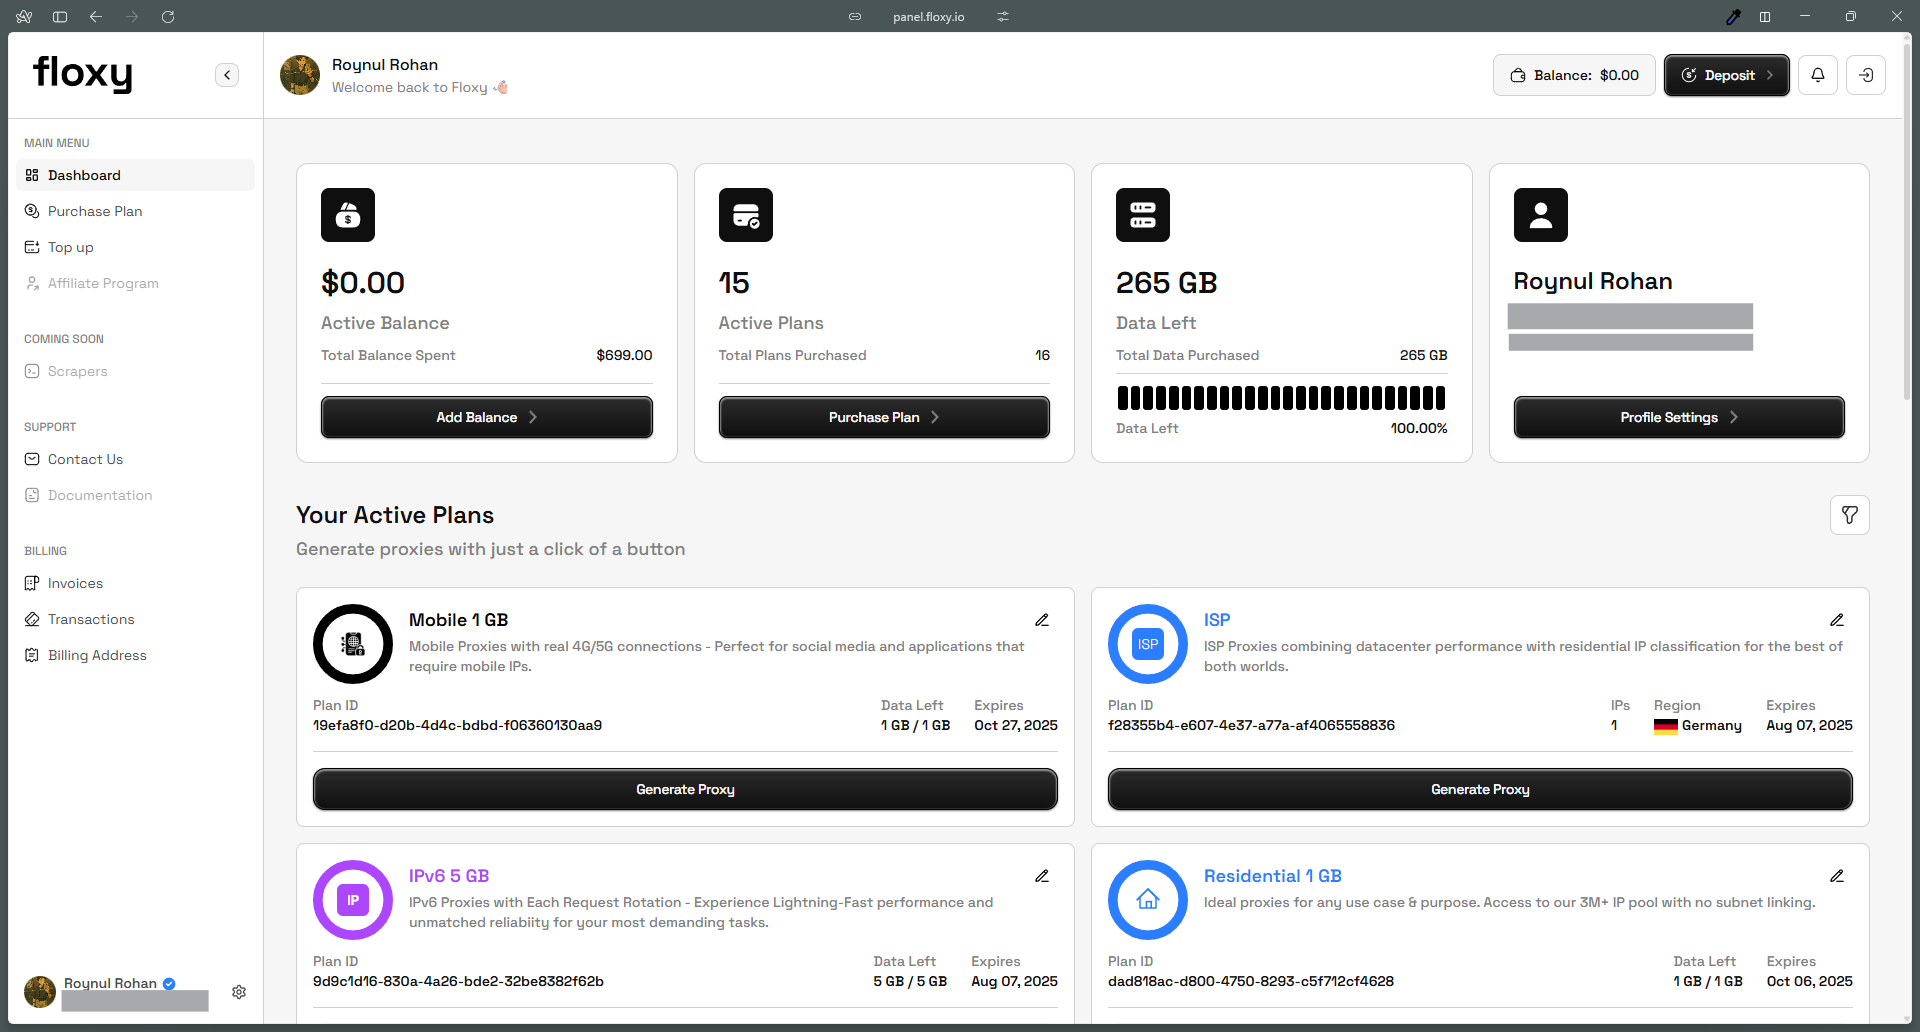 panel.floxy.io
floxy
Roynul Rohan
Welcome back to Floxy
Balance: $0.00
Deposit
MAIN MENU
Dashboard
Purchase Plan
Top up
Affiliate Program
COMING SOON
Scrapers
SUPPORT
Contact Us
Documentation
BILLING
Invoices
Transactions
Billing Address
Roynul Rohan
$0.00
Active Balance
Total Balance Spent $699.00
Add Balance
15
Active Plans
Total Plans Purchased 16
Purchase Plan
265 GB
Data Left
Total Data Purchased 265 GB
Data Left 100.00%
Roynul Rohan
Profile Settings
Your Active Plans
Generate proxies with just a click of a button
Mobile 1 GB
Mobile Proxies with real 4G/5G connections - Perfect for social media and applications that
require mobile IPs.
Plan ID Data Left Expires
19efa8f0-d20b-4d4c-bdbd-f06360130aa9 1 GB / 1 GB Oct 27, 2025
Generate Proxy
ISP
ISP
ISP Proxies combining datacenter performance with residential IP classification for the best of
both worlds.
Plan ID IPs Region Expires
f28355b4-e607-4e37-a77a-af4065558836 1 Germany Aug 07, 2025
Generate Proxy
IP
IPv6 5 GB
IPv6 Proxies with Each Request Rotation - Experience Lightning-Fast performance and
unmatched reliabiity for your most demanding tasks.
Plan ID Data Left Expires
9d9c1d16-830a-4a26-bde2-32be8382f62b 5 GB / 5 GB Aug 07, 2025
Residential 1 GB
Ideal proxies for any use case & purpose. Access to our 3M+ IP pool with no subnet linking.
Plan ID Data Left Expires
dad818ac-d800-4750-8293-c5f712cf4628 1 GB / 1 GB Oct 06, 2025